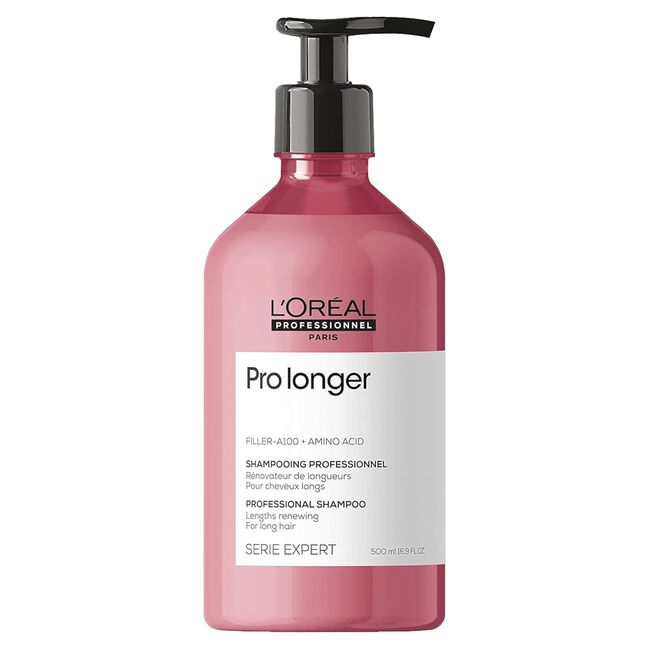 L'ORÉAL
PROFESSIONNEL
PARIS
Pro longer
FILLER-A100 + AMINO ACID
SHAMPOOING PROFESSIONNEL
Rénovateur de longueurs
Pour cheveux longs
PROFESSIONAL SHAMPOO
Lengths renewing
For long hair
SERIE EXPERT 500 ml 16.9 FL.OZ.